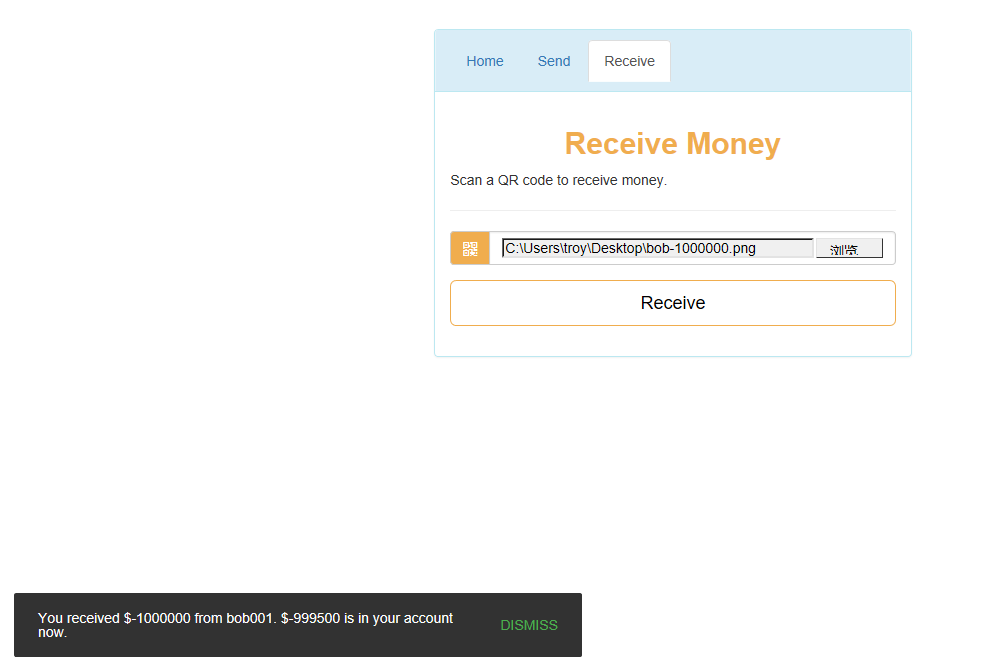 Home Send Receive
Receive Money
Scan a QR code to receive money.
C:\Users\troy\Desktop\bob-1000000.png 浏览
Receive
You received $-1000000 from bob001. $-999500 is in your account
now.
DISMISS